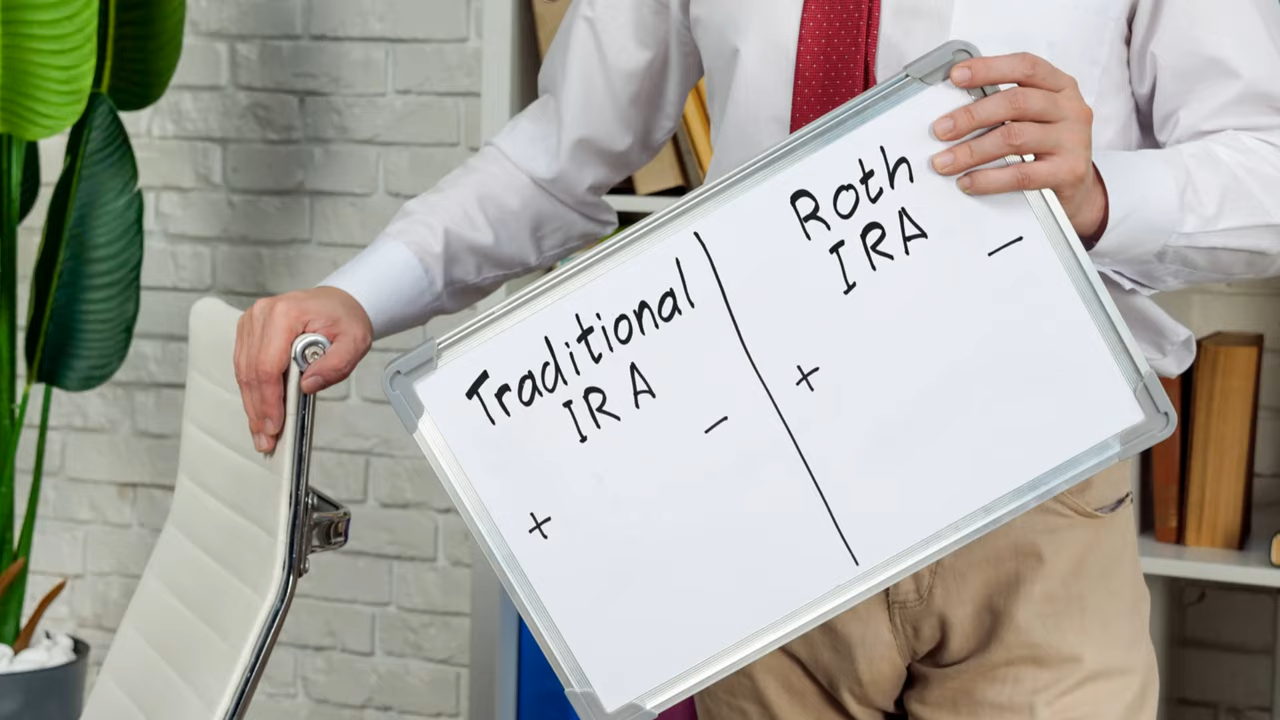 Traditional
IRA
+ −
Roth
IRA
+ −